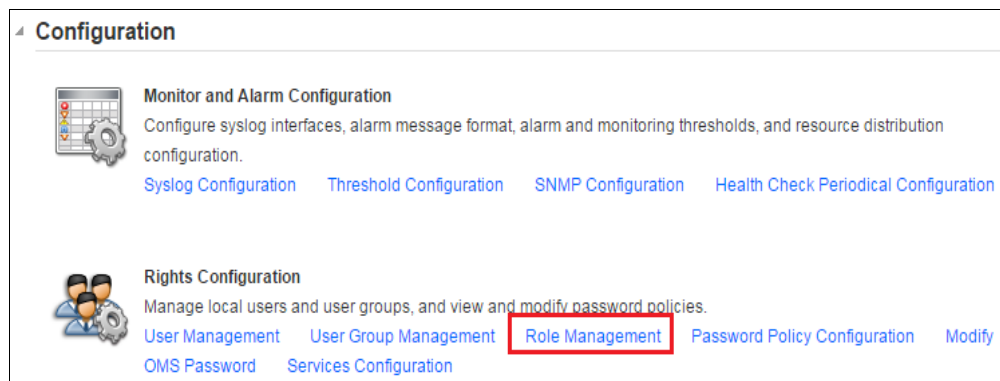 Configuration
Monitor and Alarm Configuration
Configure syslog interfaces, alarm message format, alarm and monitoring thresholds, and resource distribution
configuration.
Syslog Configuration Threshold Configuration SNMP Configuration Health Check Periodical Configuration
Rights Configuration
Manage local users and user groups, and view and modify password policies.
User Management User Group Management Role Management Password Policy Configuration Modify
OMS Password Services Configuration